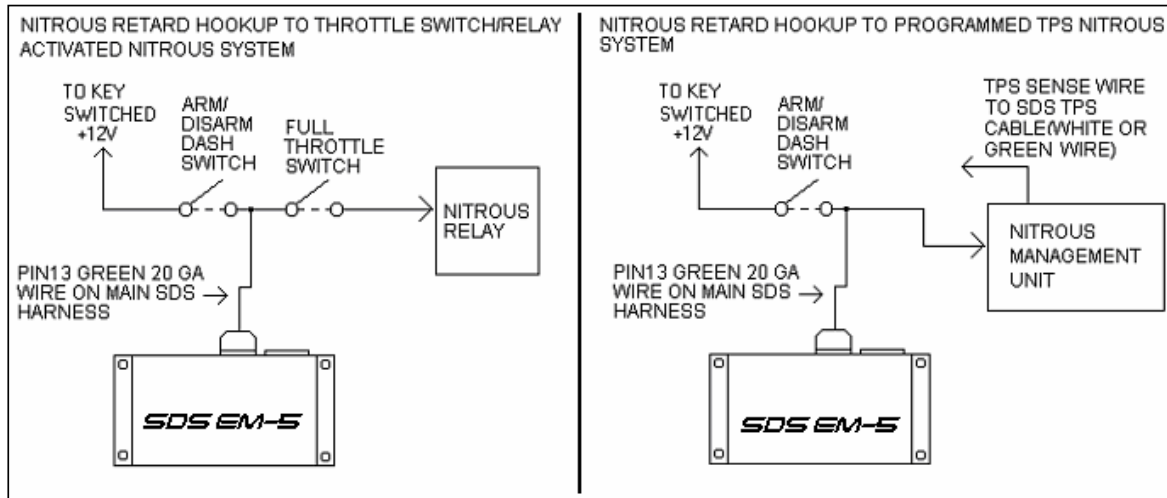 NITROUS RETARD HOOKUP TO THROTTLE SWITCH/RELAY
ACTIVATED NITROUS SYSTEM
TO KEY
SWITCHED
+12V
ARM/
DISARM
DASH
SWITCH
FULL
THROTTLE
SWITCH
NITROUS
RELAY
PIN13 GREEN 20 GA
WIRE ON MAIN SDS
HARNESS
SDS EM-5
NITROUS RETARD HOOKUP TO PROGRAMMED TPS NITROUS
SYSTEM
TO KEY
SWITCHED
+12V
ARM/
DISARM
DASH
SWITCH
TPS SENSE WIRE
TO SDS TPS
CABLE(WHITE OR
GREEN WIRE)
NITROUS
MANAGEMENT
UNIT
PIN13 GREEN 20 GA
WIRE ON MAIN SDS
HARNESS
SDS EM-5